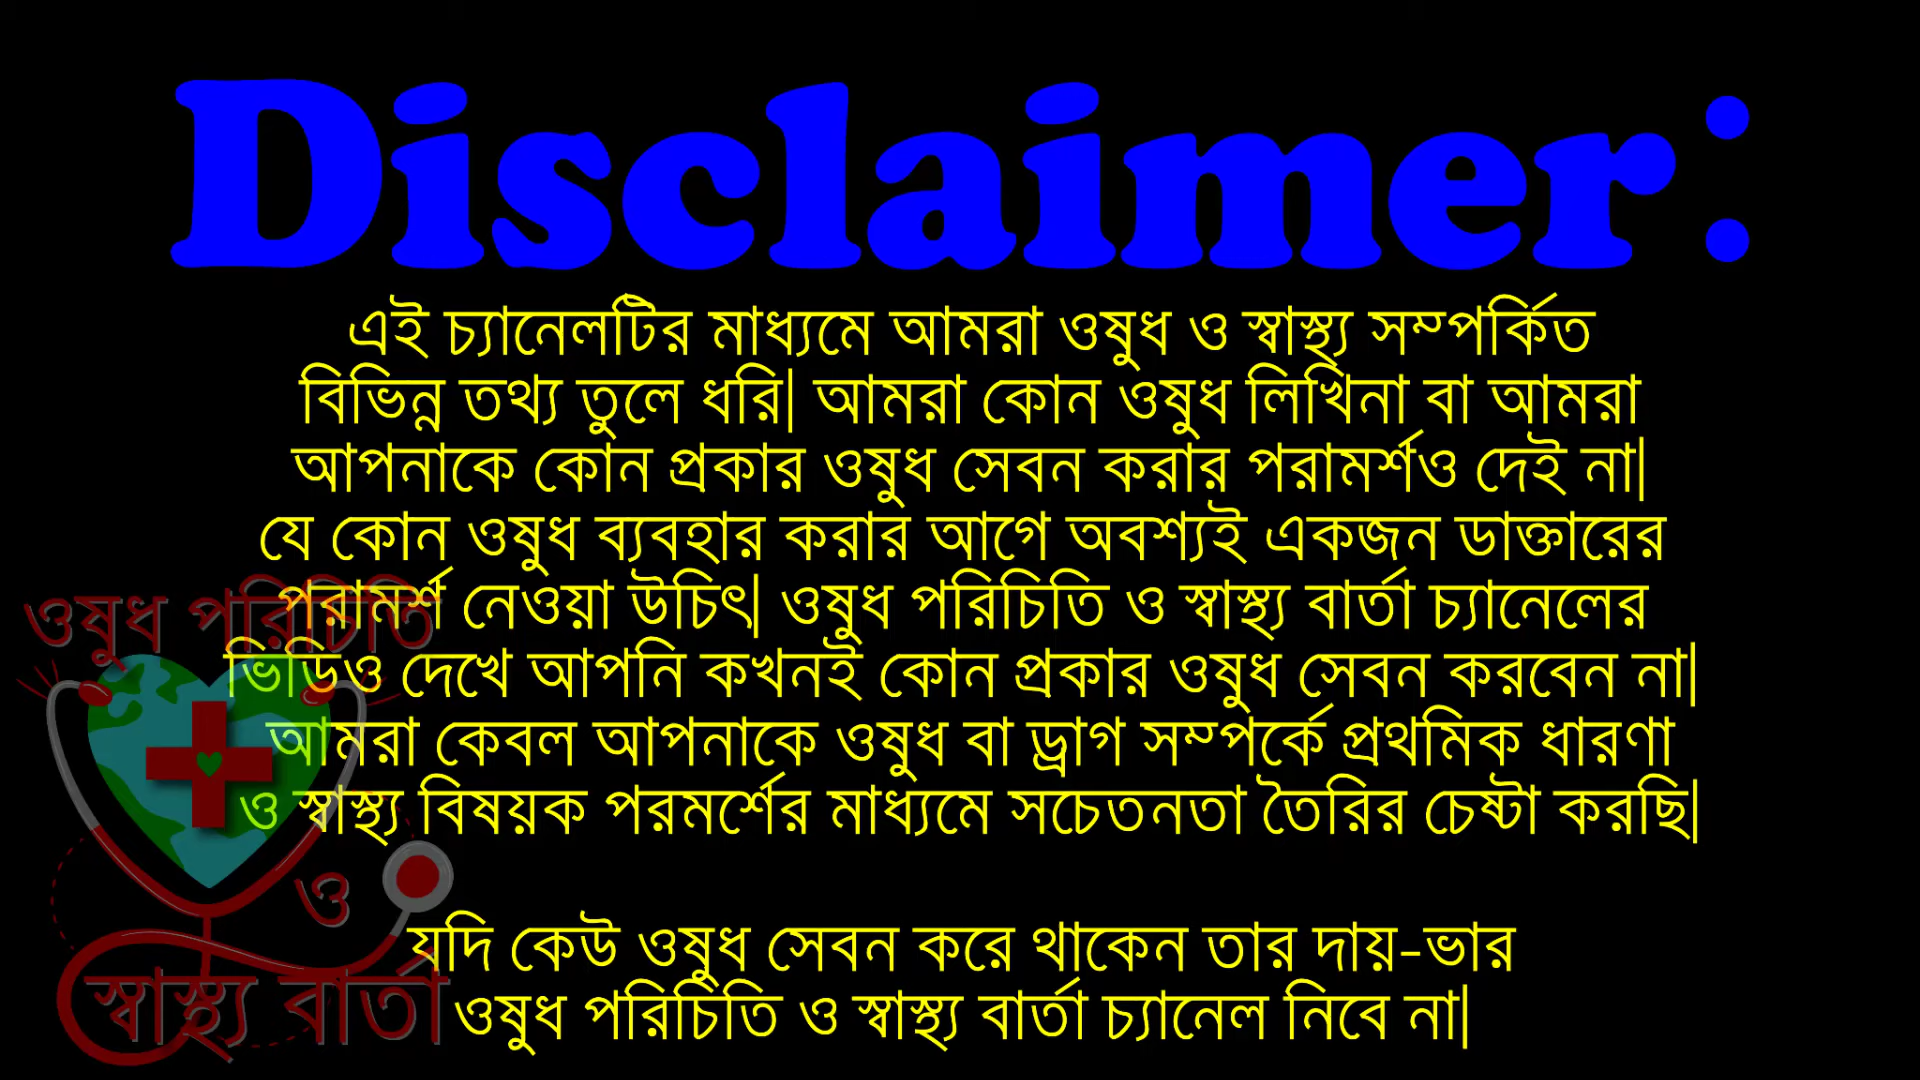 Disclaimer:
এই চ্যানেলটির মাধ্যমে আমরা ওষুধ ও স্বাস্থ্য সম্পর্কিত
বিভিন্ন তথ্য তুলে ধরি| আমরা কোন ওষুধ লিখিনা বা আমরা
আপনাকে কোন প্রকার ওষুধ সেবন করার পরামর্শও দেই না|
যে কোন ওষুধ ব্যবহার করার আগে অবশ্যই একজন ডাক্তারের
পরামর্শ নেওয়া উচিৎ| ওষুধ পরিচিতি ও স্বাস্থ্য বার্তা চ্যানেলের
ভিডিও দেখে আপনি কখনই কোন প্রকার ওষুধ সেবন করবেন না|
আমরা কেবল আপনাকে ওষুধ বা ড্রাগ সম্পর্কে প্রথমিক ধারণা
ও স্বাস্থ্য বিষয়ক পরমর্শের মাধ্যমে সচেতনতা তৈরির চেষ্টা করছি|
যদি কেউ ওষুধ সেবন করে থাকেন তার দায়-ভার
ওষুধ পরিচিতি ও স্বাস্থ্য বার্তা চ্যানেল নিবে না|
ওষুধ পরিচিতি
ও
স্বাস্থ্য বার্তা